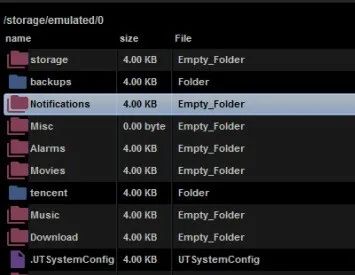 /storage/emulated/0
name size File
storage 4.00 KB Empty_Folder
backups 4.00 KB Folder
Notifications 4.00 KB Empty_Folder
Misc 0.00 byte Empty_Folder
Alarms 4.00 KB Empty_Folder
Movies 4.00 KB Empty_Folder
tencent 4.00 KB Folder
Music 4.00 KB Empty_Folder
Download 4.00 KB Empty_Folder
.UTSystemConfig 4.00 KB UTSystemConfig